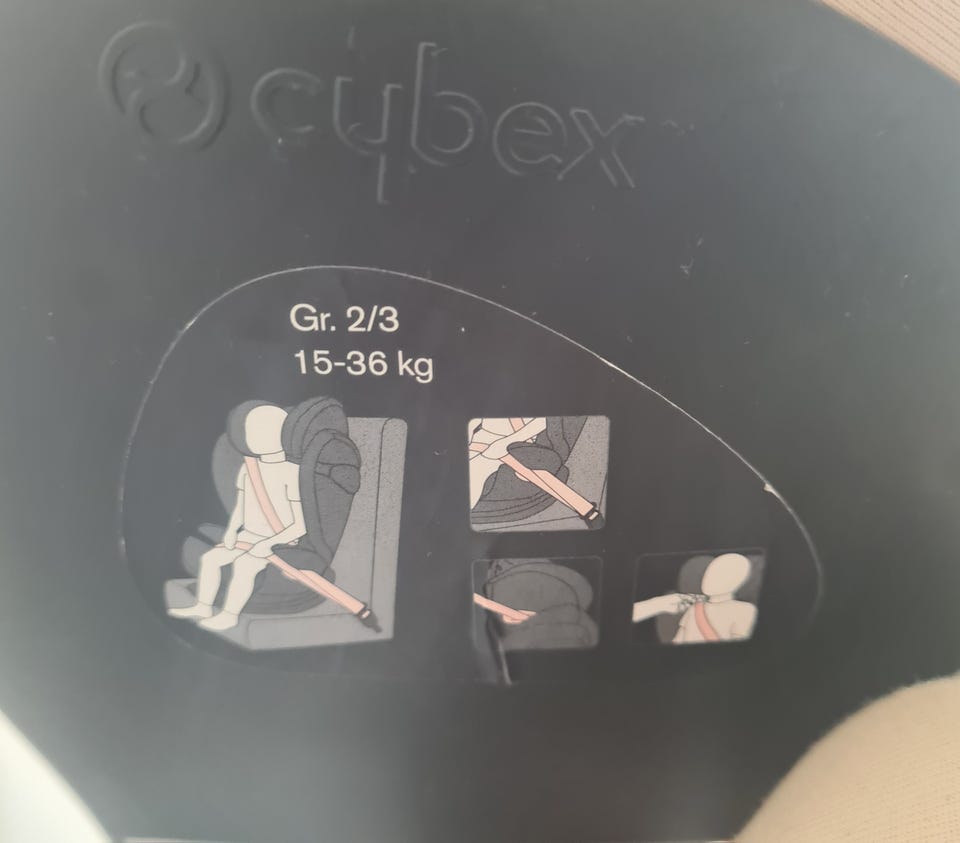 cybex
Gr. 2/3
15-36 kg